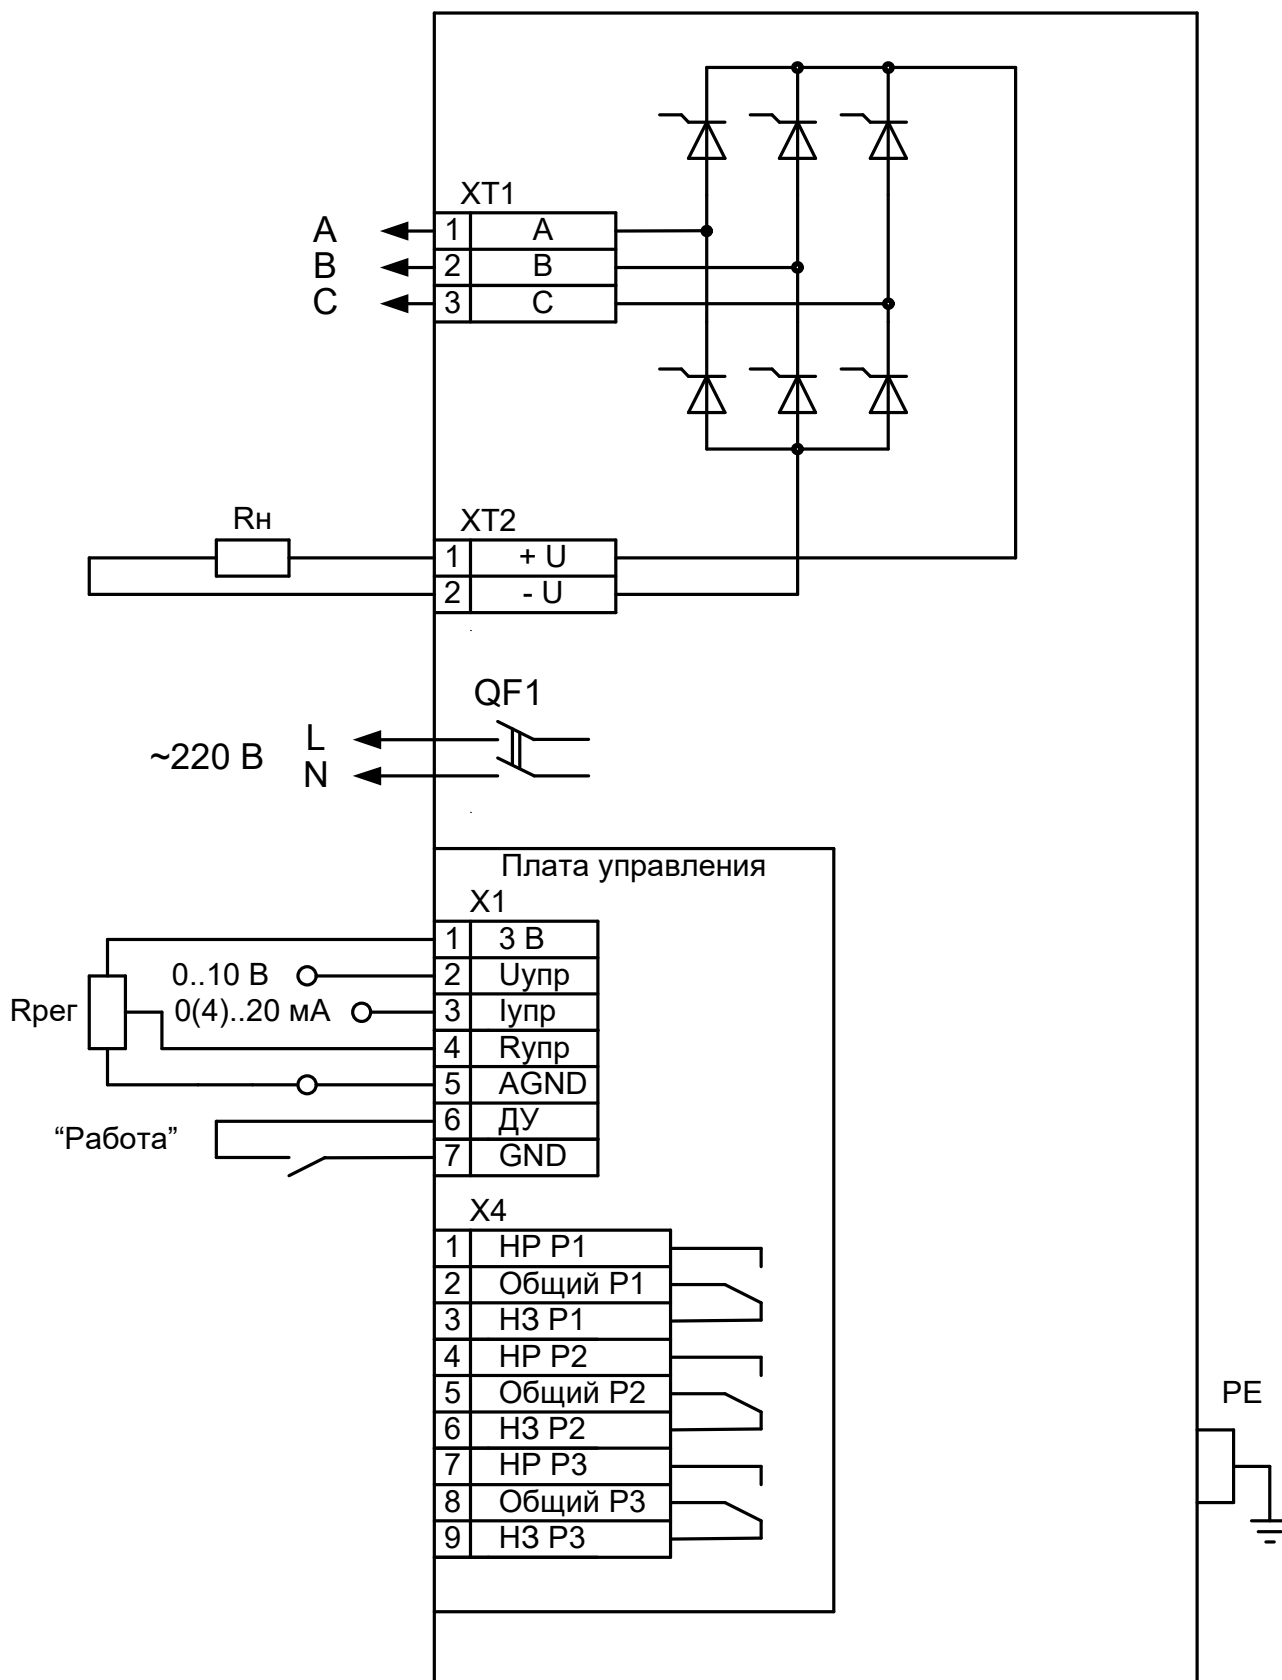 XT1
A 1 A
B 2 B
C 3 C
Rн
XT2
1 + U
2 - U
QF1
~220 В
L
N
Плата управления
X1
1 3 В
0..10 В 2 Uупр
Rрег 0(4)..20 мА 3 Iупр
4 Rупр
5 AGND
“Работа” 6 ДУ
7 GND
X4
1 НР Р1
2 Общий Р1
3 НЗ Р1
4 НР Р2
5 Общий Р2
6 НЗ Р2
7 НР Р3
8 Общий Р3
9 НЗ Р3
PE